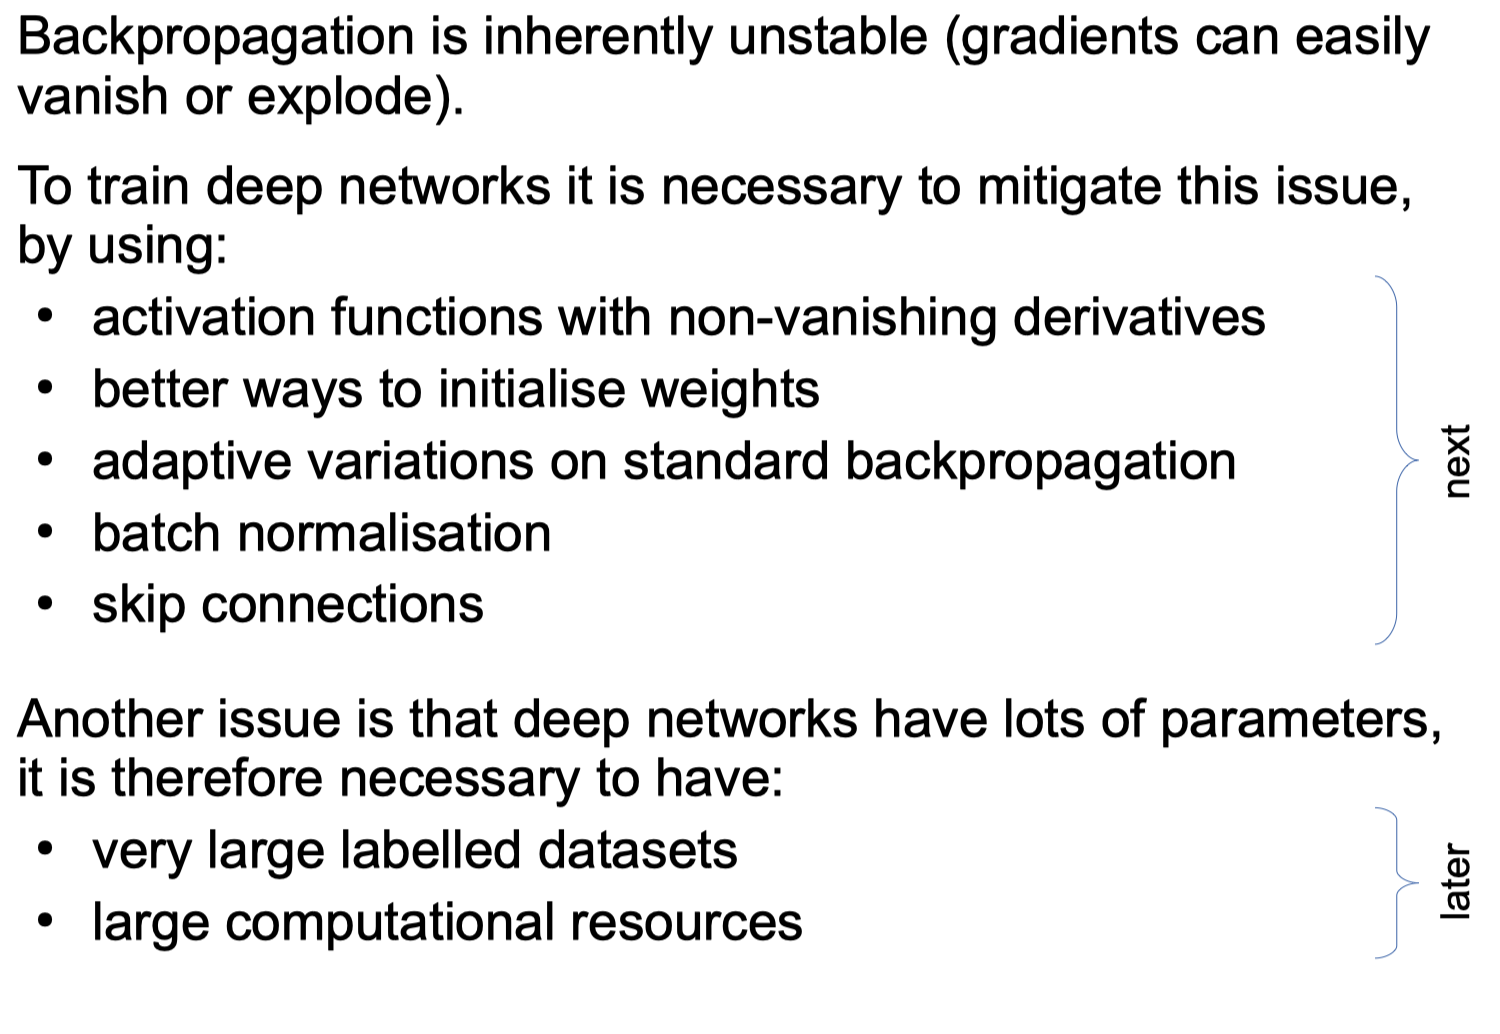 Backpropagation is inherently unstable (gradients can easily
vanish or explode).
To train deep networks it is necessary to mitigate this issue,
by using:
• activation functions with non-vanishing derivatives
• better ways to initialise weights
• adaptive variations on standard backpropagation
• batch normalisation
• skip connections
next
Another issue is that deep networks have lots of parameters,
it is therefore necessary to have:
• very large labelled datasets
• large computational resources
later